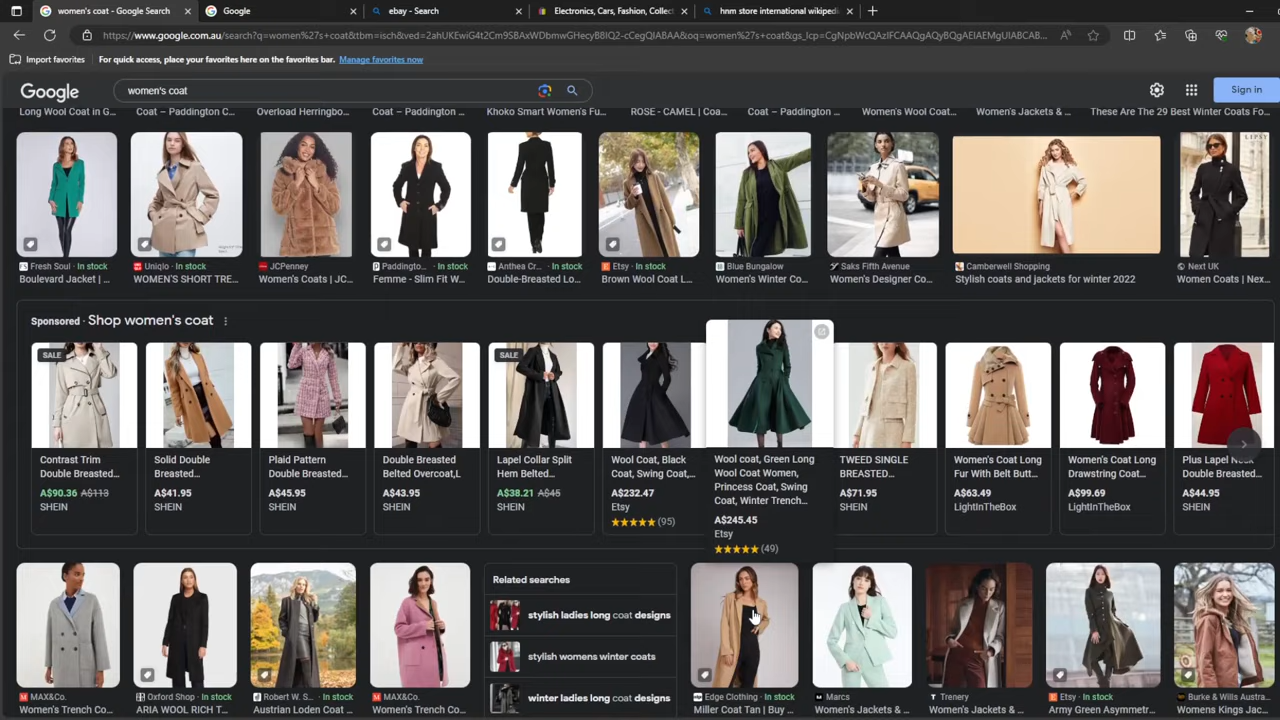 women's coat - Google Search
Google
ebay - Search
Electronics, Cars, Fashion, Collect
hnm store international wikiped
https://www.google.com.au/search?q=women%27s+coat&tbm=isch&ved=2ahUKEwiG4t2Cm9SBAxWDbmwGHecyB8IQ2-cCegQIABAA&oq=women%27s+coat&gs_lcp=CgNpbWcQAzIFCAAQgAQyBQgAEIAEMgUIABCABDIFCAAQgAQyBQgAEIAEMgUIABC...
Import favorites
For quick access, place your favorites here on the favorites bar. Manage favorites now
Google
women's coat
Sign in
Long Wool Coat in G...
Coat – Paddington C...
Overload Herringbo...
Coat – Paddington ...
Khoko Smart Women's F...
ROSE - CAMEL | Coa...
Coat – Paddington ...
Women's Wool Coat...
Women's Jackets & ...
These Are The 29 Best Winter Coats Fo...
LIPSY
Fresh Soul · In stock
Boulevard Jacket | ...
Uniqlo · In stock
WOMEN'S SHORT TRE...
JCPenney
Women's Coats | JC...
Paddingto... · In stock
Femme - Slim Fit W...
Anthea Cr... · In stock
Double-Breasted Lo...
Etsy · In stock
Brown Wool Coat L...
Blue Bungalow
Women's Winter Co...
Saks Fifth Avenue
Women's Designer Co...
Camberwell Shopping
Stylish coats and jackets for winter 2022
Next UK
Women Coats | Nex...
Sponsored · Shop women's coat
SALE
Contrast Trim
Double Breasted...
A$90.36 A$113
SHEIN
Solid Double
Breasted...
A$41.95
SHEIN
Plaid Pattern
Double Breasted...
A$45.95
SHEIN
Double Breasted
Belted Overcoat,L
A$43.95
SHEIN
SALE
Lapel Collar Split
Hem Belted...
A$38.21 A$45
SHEIN
Wool Coat, Black
Coat, Swing Coat,...
A$232.47
Etsy
(95)
Wool coat, Green Long
Wool Coat Women,
Princess Coat, Swing
Coat, Winter Trench...
A$245.45
Etsy
(49)
TWEED SINGLE
BREASTED...
A$71.95
SHEIN
Women's Coat Long
Fur With Belt Butt...
A$63.49
LightInTheBox
Women's Coat Long
Drawstring Coat...
A$99.69
LightInTheBox
Plus Lapel Neck
Double Breasted...
A$44.95
SHEIN
Related searches
stylish ladies long coat designs
stylish womens winter coats
winter ladies long coat designs
MAX&Co.
Women's Trench Co...
Oxford Shop · In stock
ARIA WOOL RICH T...
Robert W. S... · In stock
Austrian Loden Coat ...
MAX&Co.
Women's Trench Co...
Edge Clothing · In stock
Miller Coat Tan | Buy ...
Marcs
Women's Jackets & ...
Trenery
Women's Jackets & ...
Etsy · In stock
Army Green Asymmetr...
Burke & Wills Austra...
Womens Kings Jac...